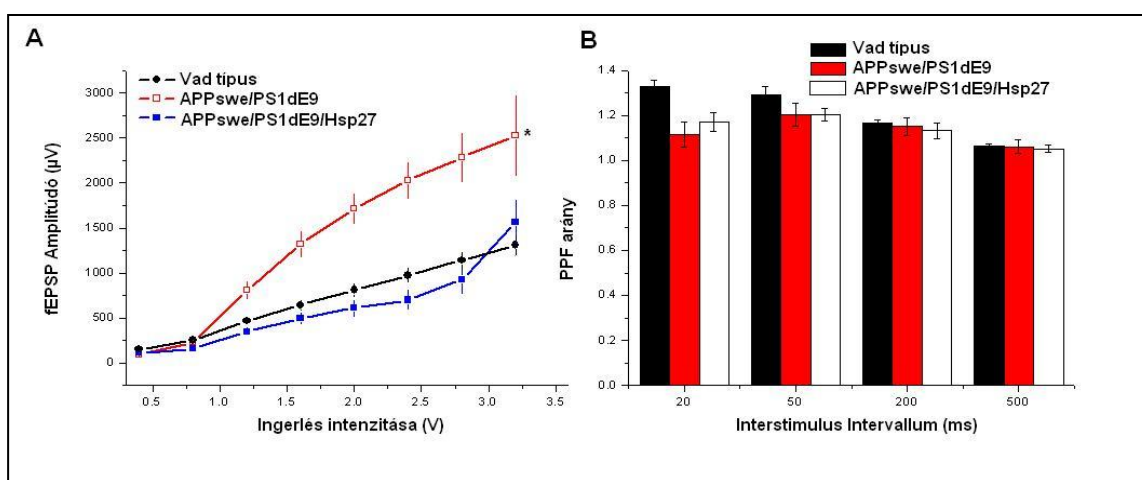 A
Vad típus
APPswe/PS1dE9
APPswe/PS1dE9/Hsp27
fEPSP Amplitúdó (µV)
3000
2500
2000
1500
1000
500
0
*
0.5 1.0 1.5 2.0 2.5 3.0 3.5
Ingerlés intenzitása (V)
B
Vad típus
APPswe/PS1dE9
APPswe/PS1dE9/Hsp27
PPF arány
1.4
1.2
1.0
0.8
0.6
0.4
0.2
0.0
20 50 200 500
Interstimulus Intervallum (ms)